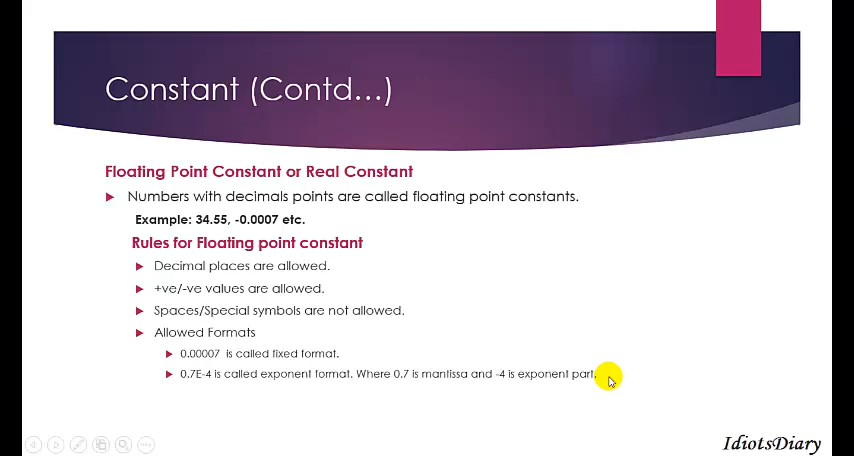 Constant (Contd...)
Floating Point Constant or Real Constant
Numbers with decimals points are called floating point constants.
Example: 34.55, -0.0007 etc.
Rules for Floating point constant
Decimal places are allowed.
+ve/-ve values are allowed.
Spaces/Special symbols are not allowed.
Allowed Formats
0.00007 is called fixed format.
0.7E-4 is called exponent format. Where 0.7 is mantissa and -4 is exponent part.
IdiotsDiary